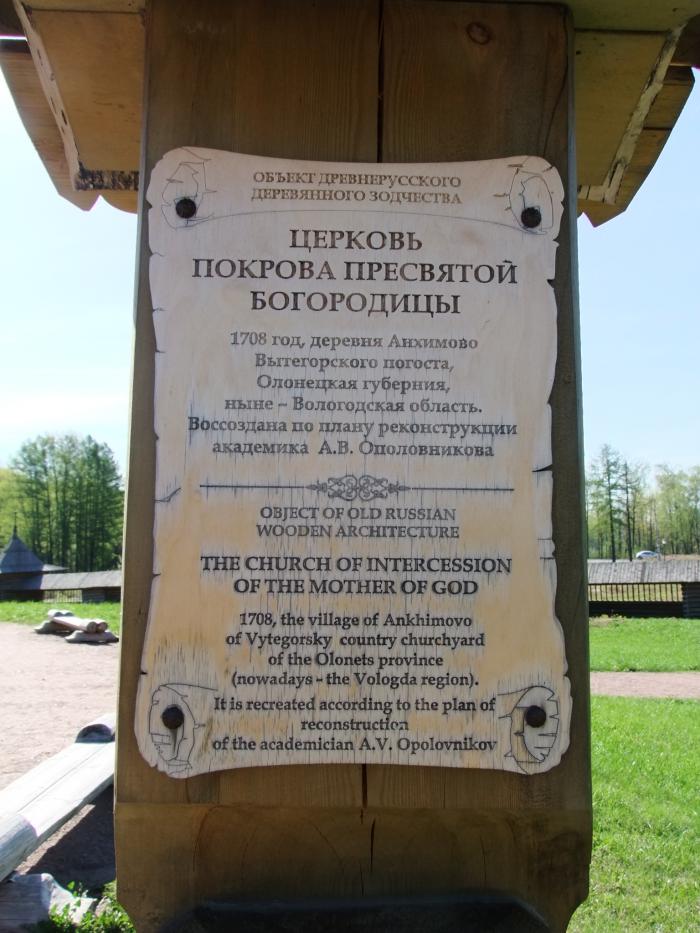 ОБЪЕКТ ДРЕВНЕРУССКОГО
ДЕРЕВЯННОГО ЗОДЧЕСТВА
ЦЕРКОВЬ
ПОКРОВА ПРЕСВЯТОЙ
БОГОРОДИЦЫ
1708 год, деревня Анхимово
Вытегорского погоста,
Олонецкая губерния,
ныне – Вологодская область.
Воссоздана по плану реконструкции
академика А.В. Ополовникова
OBJECT OF OLD RUSSIAN
WOODEN ARCHITECTURE
THE CHURCH OF INTERCESSION
OF THE MOTHER OF GOD
1708, the village of Ankhimovo
of Vytegorsky country churchyard
of the Olonets province
(nowadays - the Vologda region).
It is recreated according to the plan of
reconstruction
of the academician A.V. Opolovnikov